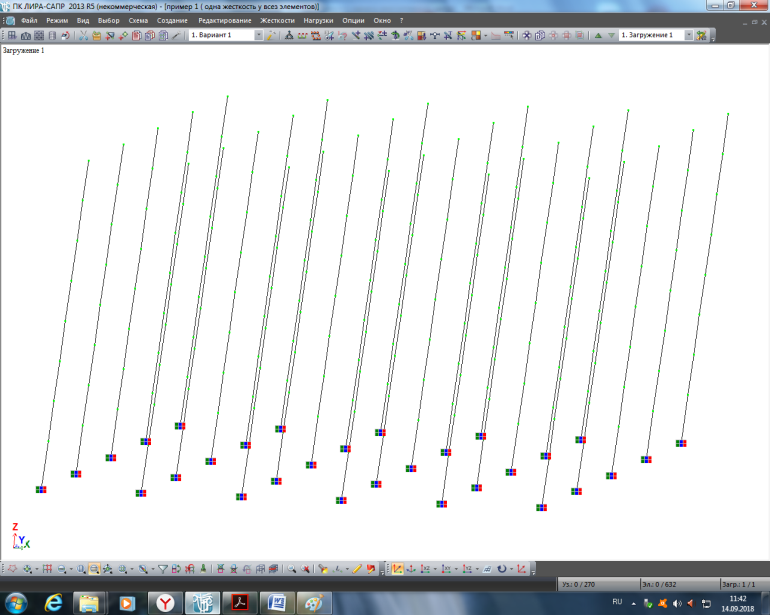 ПК ЛИРА-САПР 2013 R5 (некоммерческая) - [пример 1 ( одна жесткость у всез элементов)]
Файл Режим Вид Выбор Схема Создание Редактирование Жесткости Нагрузки Опции Окно ?
1. Вариант 1 1. Загружение 1
Загружение 1
Z
Y
X
Уз.: 0 / 270 Эл.: 0 / 632 Загр.: 1 / 1
RU 11:42
14.09.2018